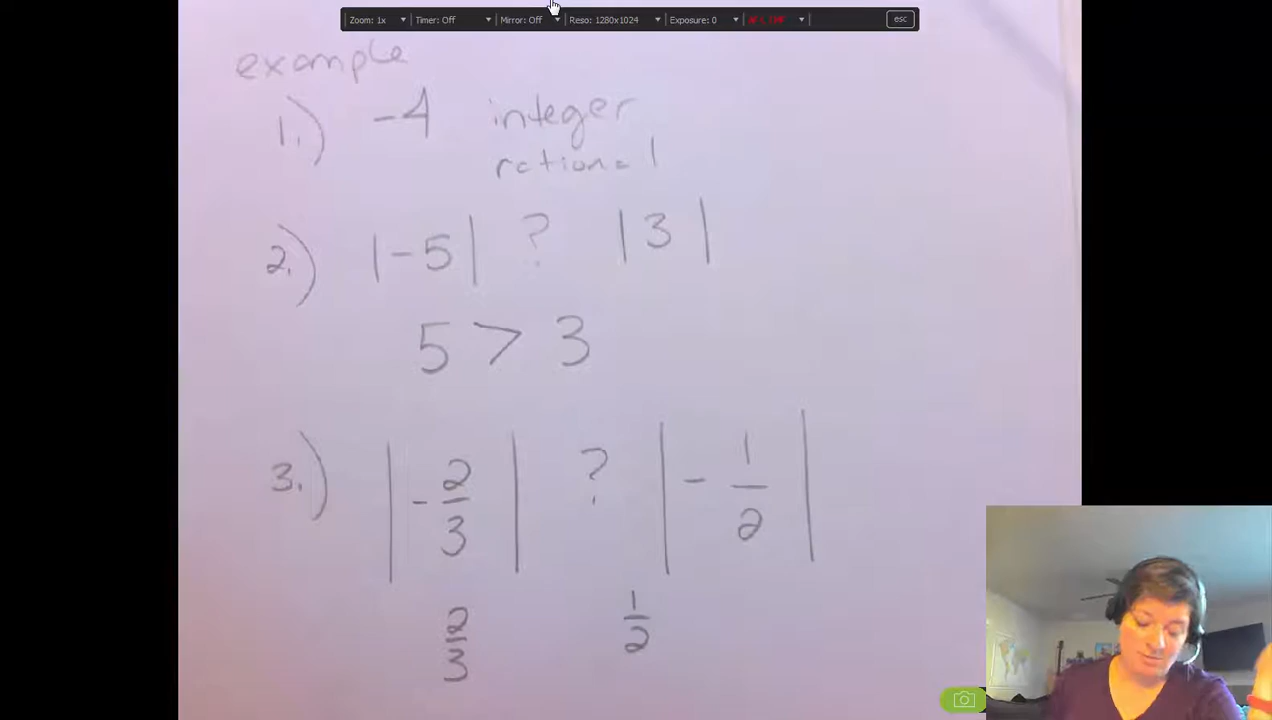 Zoom: 1x Timer: Off Mirror: Off Reso: 1280x1024 Exposure: 0 esc
example
1.) -4 integer
rational
2.) |-5| ? |3|
5 > 3
3.) |-2/3| ? |-1/2|
2/3 1/2